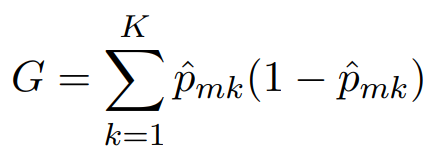 G = \sum_{k=1}^{K} \hat{p}_{mk}(1 - \hat{p}_{mk})